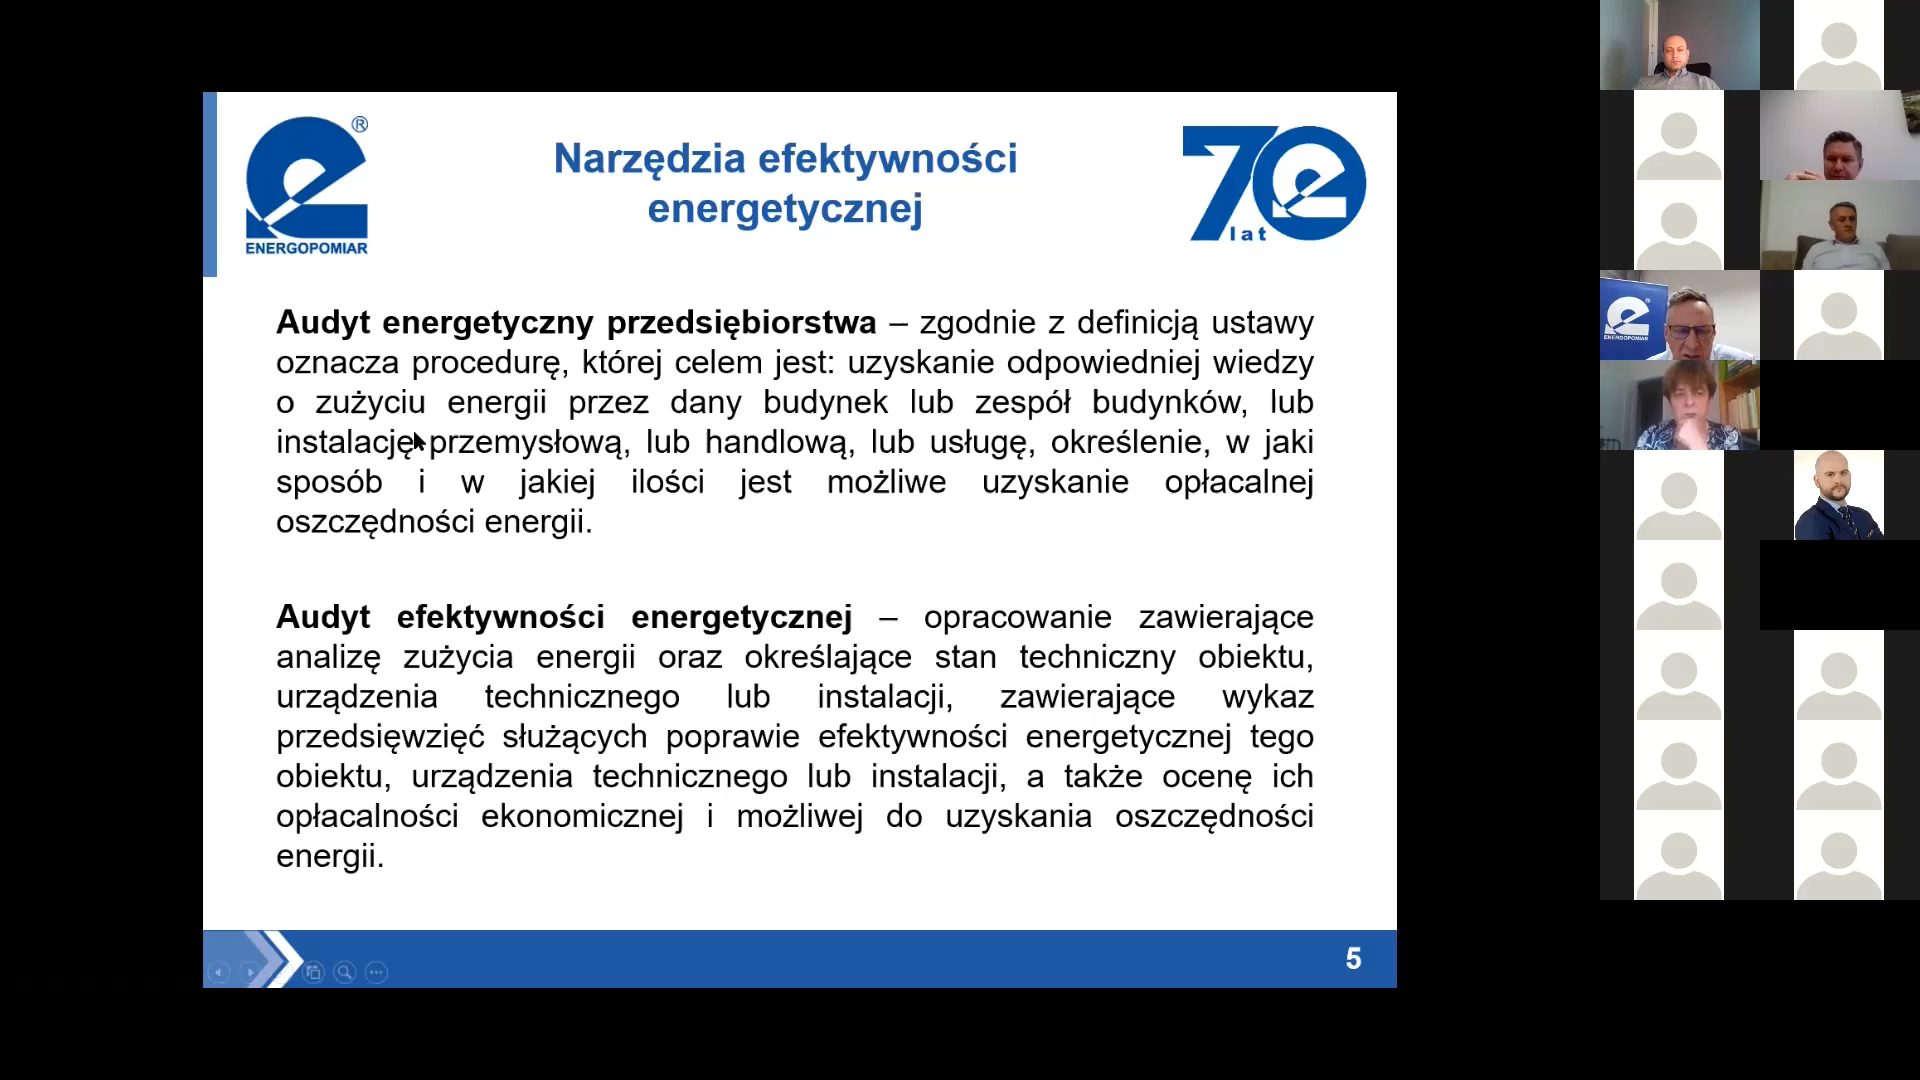 ®
ENERGOPOMIAR
Narzędzia efektywności
energetycznej
70
lat
Audyt energetyczny przedsiębiorstwa – zgodnie z definicją ustawy
oznacza procedurę, której celem jest: uzyskanie odpowiedniej wiedzy
o zużyciu energii przez dany budynek lub zespół budynków, lub
instalację przemysłową, lub handlową, lub usługę, określenie, w jaki
sposób i w jakiej ilości jest możliwe uzyskanie opłacalnej
oszczędności energii.
Audyt efektywności energetycznej – opracowanie zawierające
analizę zużycia energii oraz określające stan techniczny obiektu,
urządzenia technicznego lub instalacji, zawierające wykaz
przedsięwzięć służących poprawie efektywności energetycznej tego
obiektu, urządzenia technicznego lub instalacji, a także ocenę ich
opłacalności ekonomicznej i możliwej do uzyskania oszczędności
energii.
5
ENERGOPOMIAR